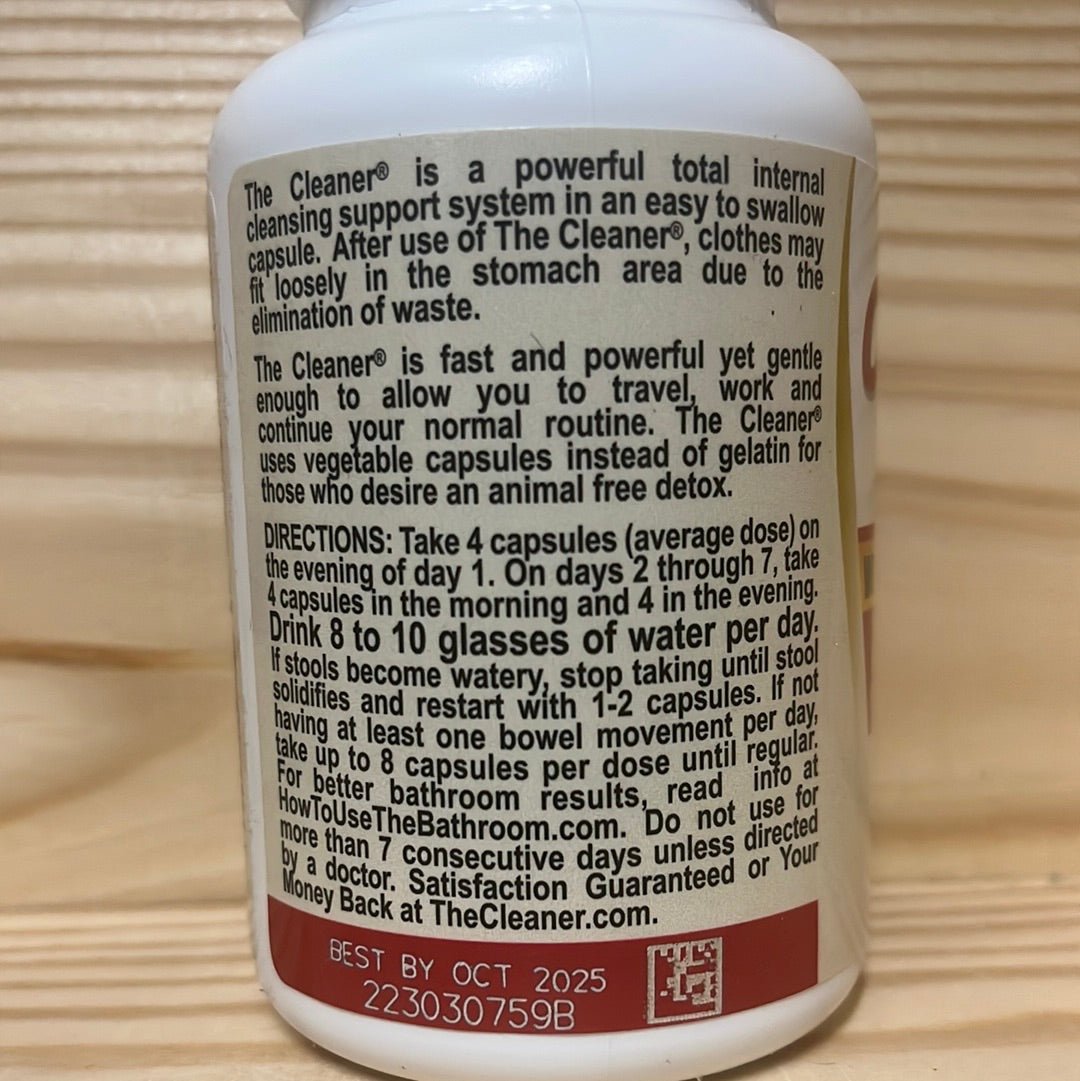 The Cleaner® is a powerful total internal
cleansing support system in an easy to swallow
capsule. After use of The Cleaner®, clothes may
fit loosely in the stomach area due to the
elimination of waste.
The Cleaner® is fast and powerful yet gentle
enough to allow you to travel, work and
continue your normal routine. The Cleaner®
uses vegetable capsules instead of gelatin for
those who desire an animal free detox.
DIRECTIONS: Take 4 capsules (average dose) on
the evening of day 1. On days 2 through 7, take
4 capsules in the morning and 4 in the evening.
Drink 8 to 10 glasses of water per day.
If stools become watery, stop taking until stool
solidifies and restart with 1-2 capsules. If not
having at least one bowel movement per day,
take up to 8 capsules per dose until regular.
For better bathroom results, read info at
HowToUseTheBathroom.com. Do not use for
more than 7 consecutive days unless directed
by a doctor. Satisfaction Guaranteed or Your
Money Back at TheCleaner.com.
BEST BY OCT 2025
223030759B